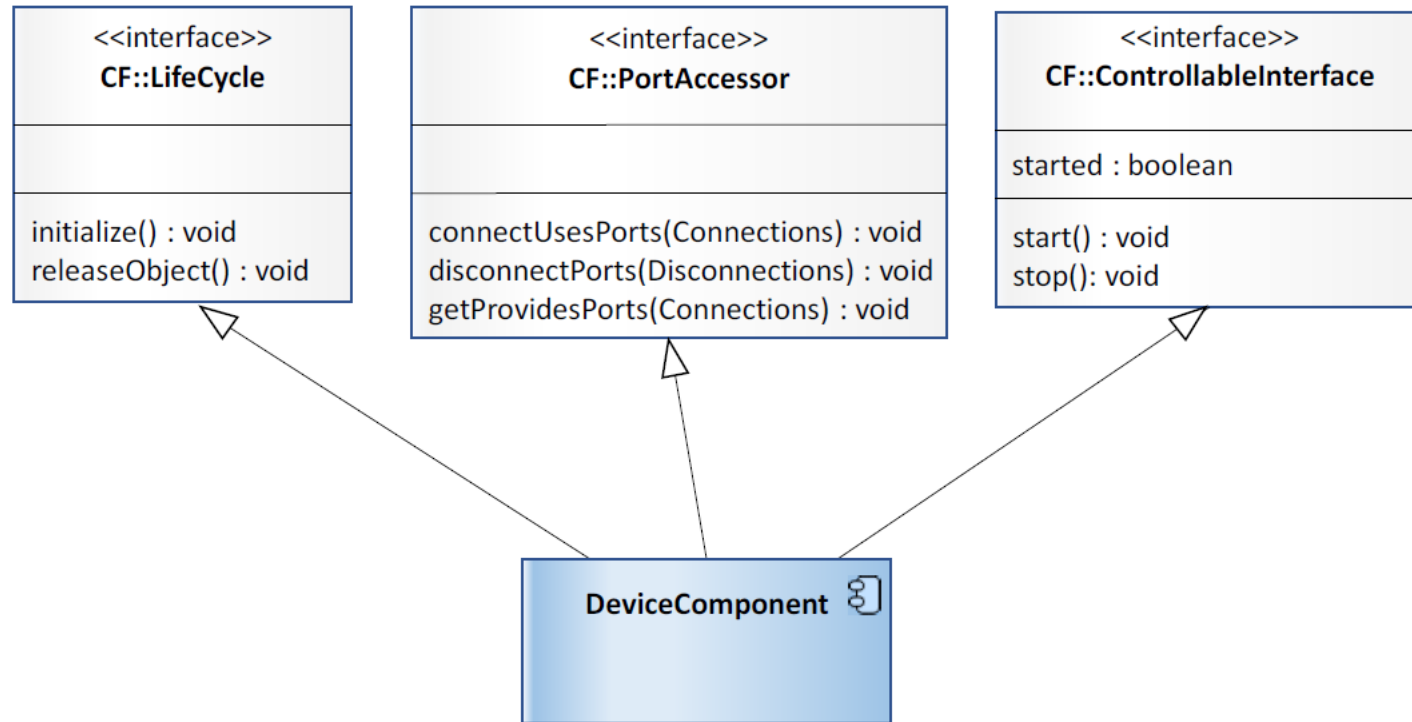 <<interface>>
CF::LifeCycle
initialize() : void
releaseObject() : void
<<interface>>
CF::PortAccessor
connectUsesPorts(Connections) : void
disconnectPorts(Disconnections) : void
getProvidesPorts(Connections) : void
<<interface>>
CF::ControllableInterface
started : boolean
start() : void
stop(): void
DeviceComponent